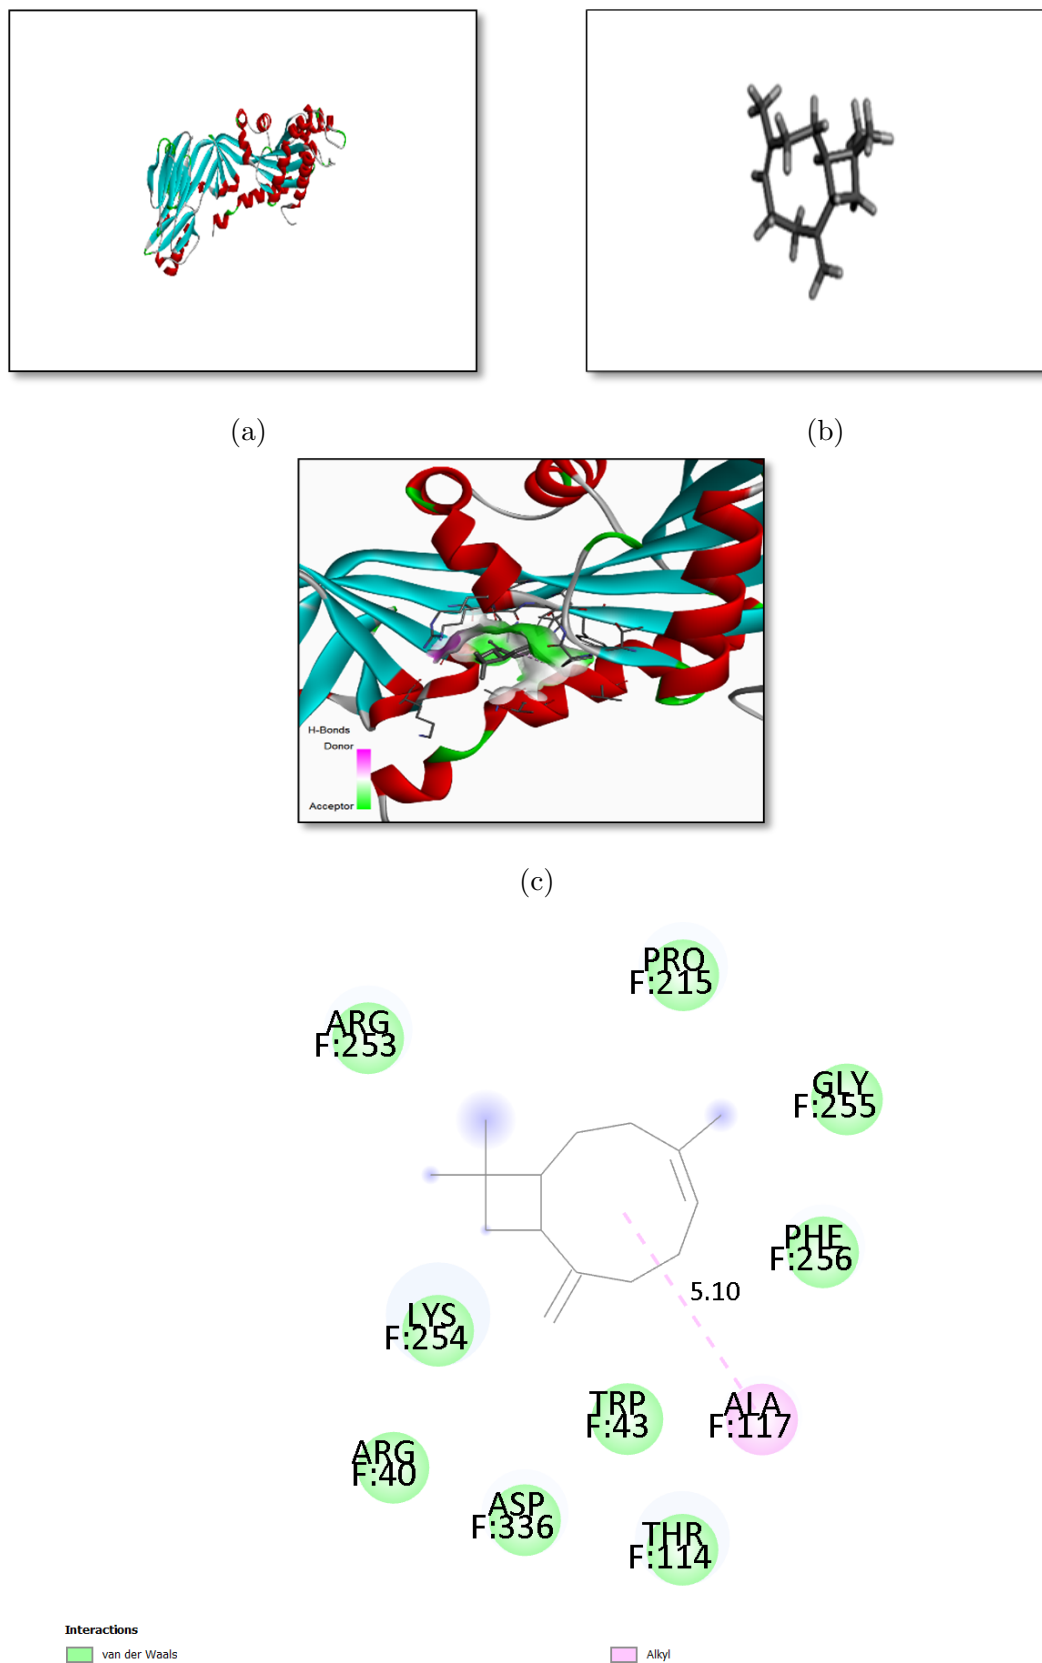 (a)
(b)
H-Bonds
Donor
Acceptor
(c)
PRO
F:215
ARG
F:253
GLY
F:255
PHE
F:256
5.10
LYS
F:254
TRP
F:43
ALA
F:117
ARG
F:40
ASP
F:336
THR
F:114
Interactions
van der Waals
Alkyl